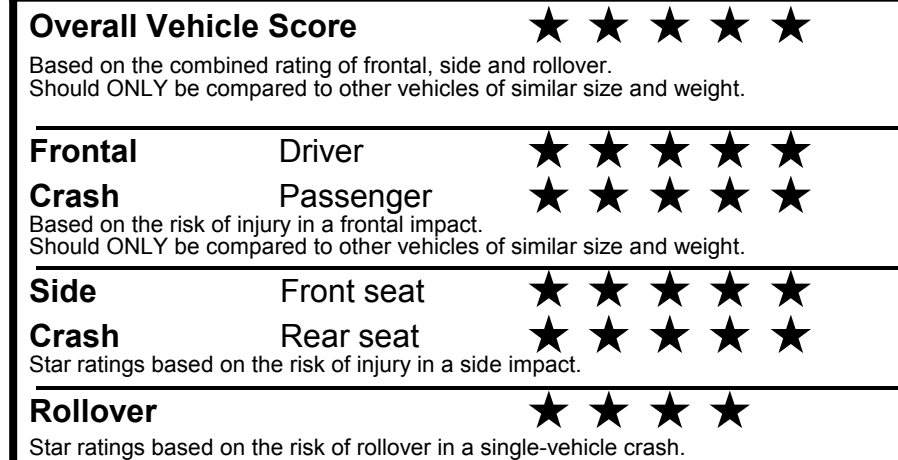 Overall Vehicle Score ★ ★ ★ ★ ★
Based on the combined rating of frontal, side and rollover.
Should ONLY be compared to other vehicles of similar size and weight.
Frontal Driver ★ ★ ★ ★ ★
Crash Passenger ★ ★ ★ ★ ★
Based on the risk of injury in a frontal impact.
Should ONLY be compared to other vehicles of similar size and weight.
Side Front seat ★ ★ ★ ★ ★
Crash Rear seat ★ ★ ★ ★ ★
Star ratings based on the risk of injury in a side impact.
Rollover ★ ★ ★ ★
Star ratings based on the risk of rollover in a single-vehicle crash.